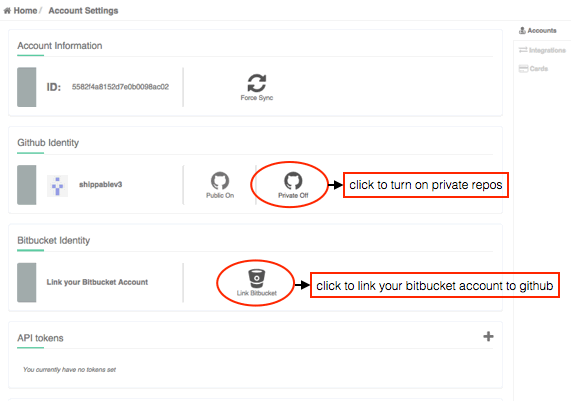 Home / Account Settings
Accounts
Integrations
Cards
Account Information
ID: 5582f4a8152d7e0b0098ac02
Force Sync
Github Identity
shippablev3
Public On
Private Off
click to turn on private repos
Bitbucket Identity
Link your Bitbucket Account
Link Bitbucket
click to link your bitbucket account to github
API tokens
You currently have no tokens set